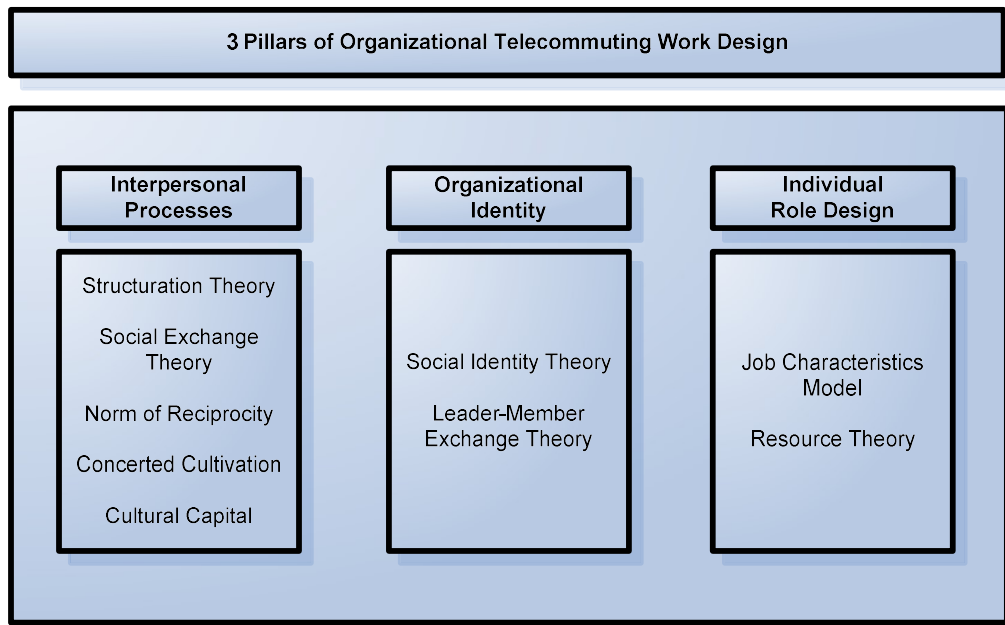 3 Pillars of Organizational Telecommuting Work Design
Interpersonal
Processes
Structuration Theory
Social Exchange
Theory
Norm of Reciprocity
Concerted Cultivation
Cultural Capital
Organizational
Identity
Social Identity Theory
Leader-Member
Exchange Theory
Individual
Role Design
Job Characteristics
Model
Resource Theory